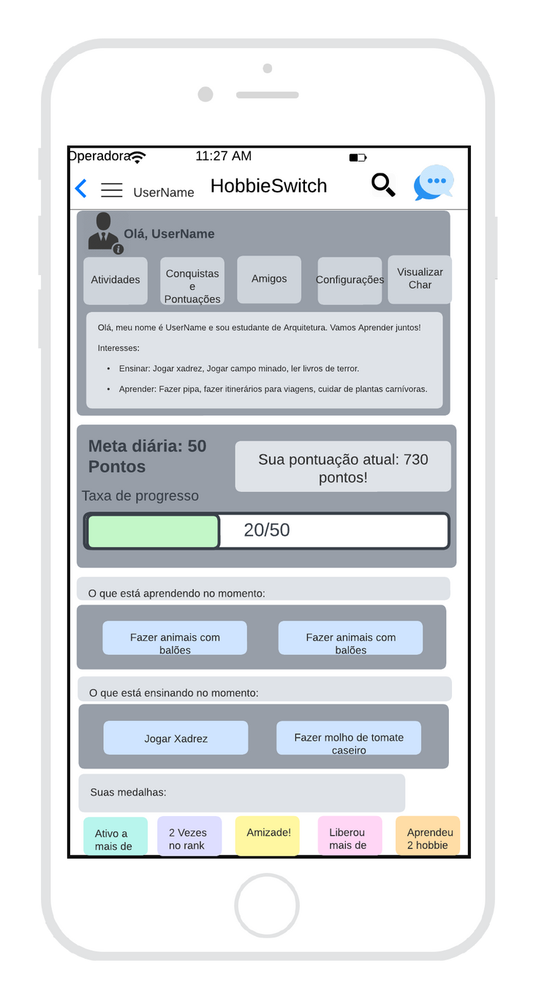 Operadora 11:27 AM
UserName HobbieSwitch
Olá, UserName
Atividades
Conquistas
e
Pontuações
Amigos
Configurações
Visualizar
Char
Olá, meu nome é UserName e sou estudante de Arquitetura. Vamos Aprender juntos!
Interesses:
• Ensinar: Jogar xadrez, Jogar campo minado, ler livros de terror.
• Aprender: Fazer pipa, fazer itinerários para viagens, cuidar de plantas carnívoras.
Meta diária: 50
Pontos
Sua pontuação atual: 730
pontos!
Taxa de progresso
20/50
O que está aprendendo no momento:
Fazer animais com
balões
Fazer animais com
balões
O que está ensinando no momento:
Jogar Xadrez
Fazer molho de tomate
caseiro
Suas medalhas:
Ativo a
mais de
2 Vezes
no rank
Amizade!
Liberou
mais de
Aprendeu
2 hobbie